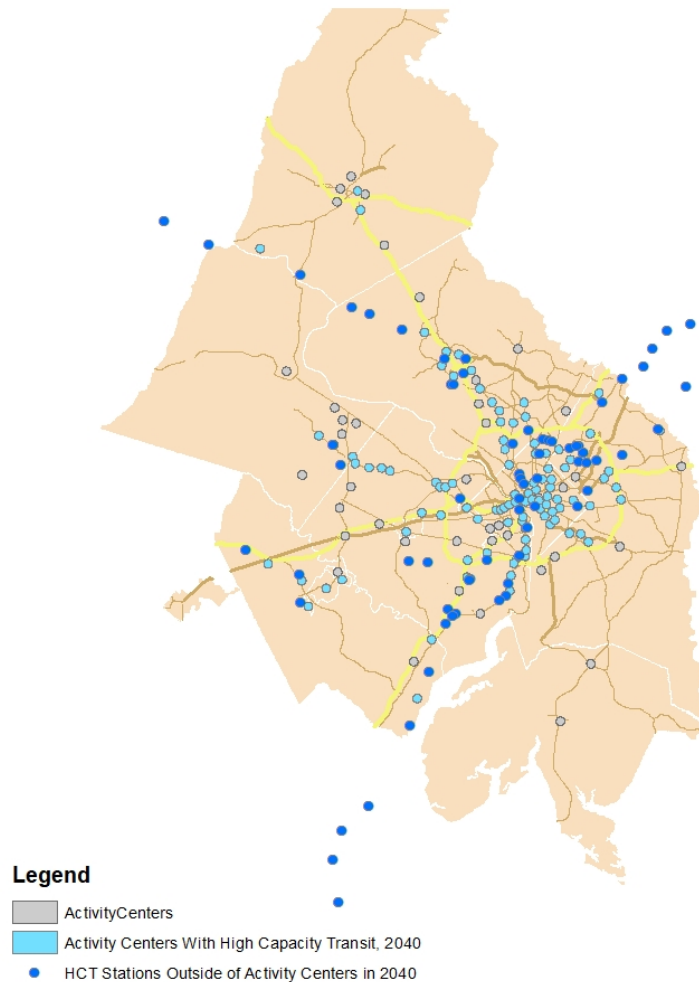 Legend
ActivityCenters
Activity Centers With High Capacity Transit, 2040
HCT Stations Outside of Activity Centers in 2040